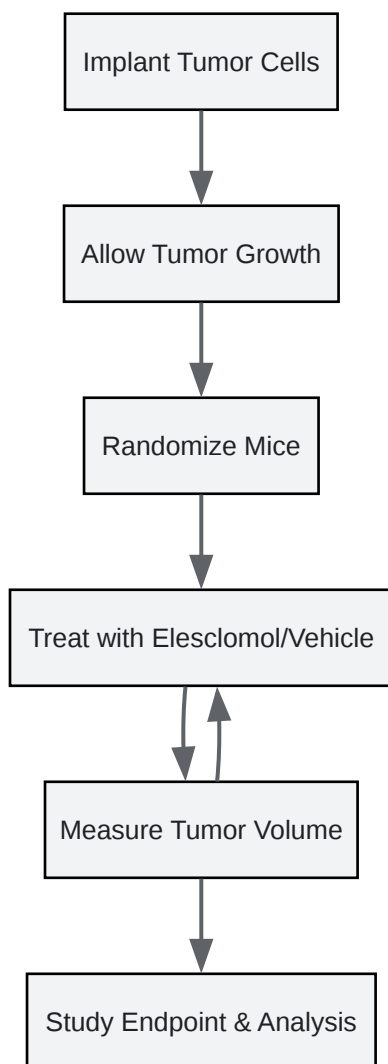 Implant Tumor Cells
Allow Tumor Growth
Randomize Mice
Treat with Elesclomol/Vehicle
Measure Tumor Volume
Study Endpoint & Analysis